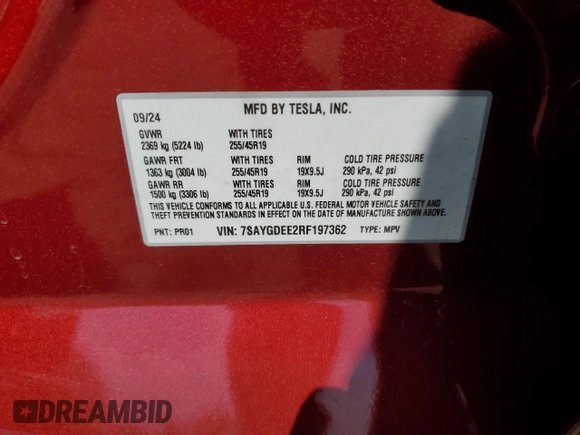 MFD BY TESLA, INC.
09/24
GVWR WITH TIRES
2369 kg (5224 lb) 255/45R19
GAWR FRT WITH TIRES RIM COLD TIRE PRESSURE
1363 kg (3004 lb) 255/45R19 19X9.5J 290 kPa, 42 psi
GAWR RR WITH TIRES RIM COLD TIRE PRESSURE
1500 kg (3306 lb) 255/45R19 19X9.5J 290 kPa, 42 psi
THIS VEHICLE CONFORMS TO ALL APPLICABLE U.S. FEDERAL MOTOR VEHICLE SAFETY AND
THEFT PREVENTION STANDARDS IN EFFECT ON THE DATE OF MANUFACTURE SHOWN ABOVE.
PNT: PR01 VIN: 7SAYGDEE2RF197362 TYPE: MPV
DREAMBID